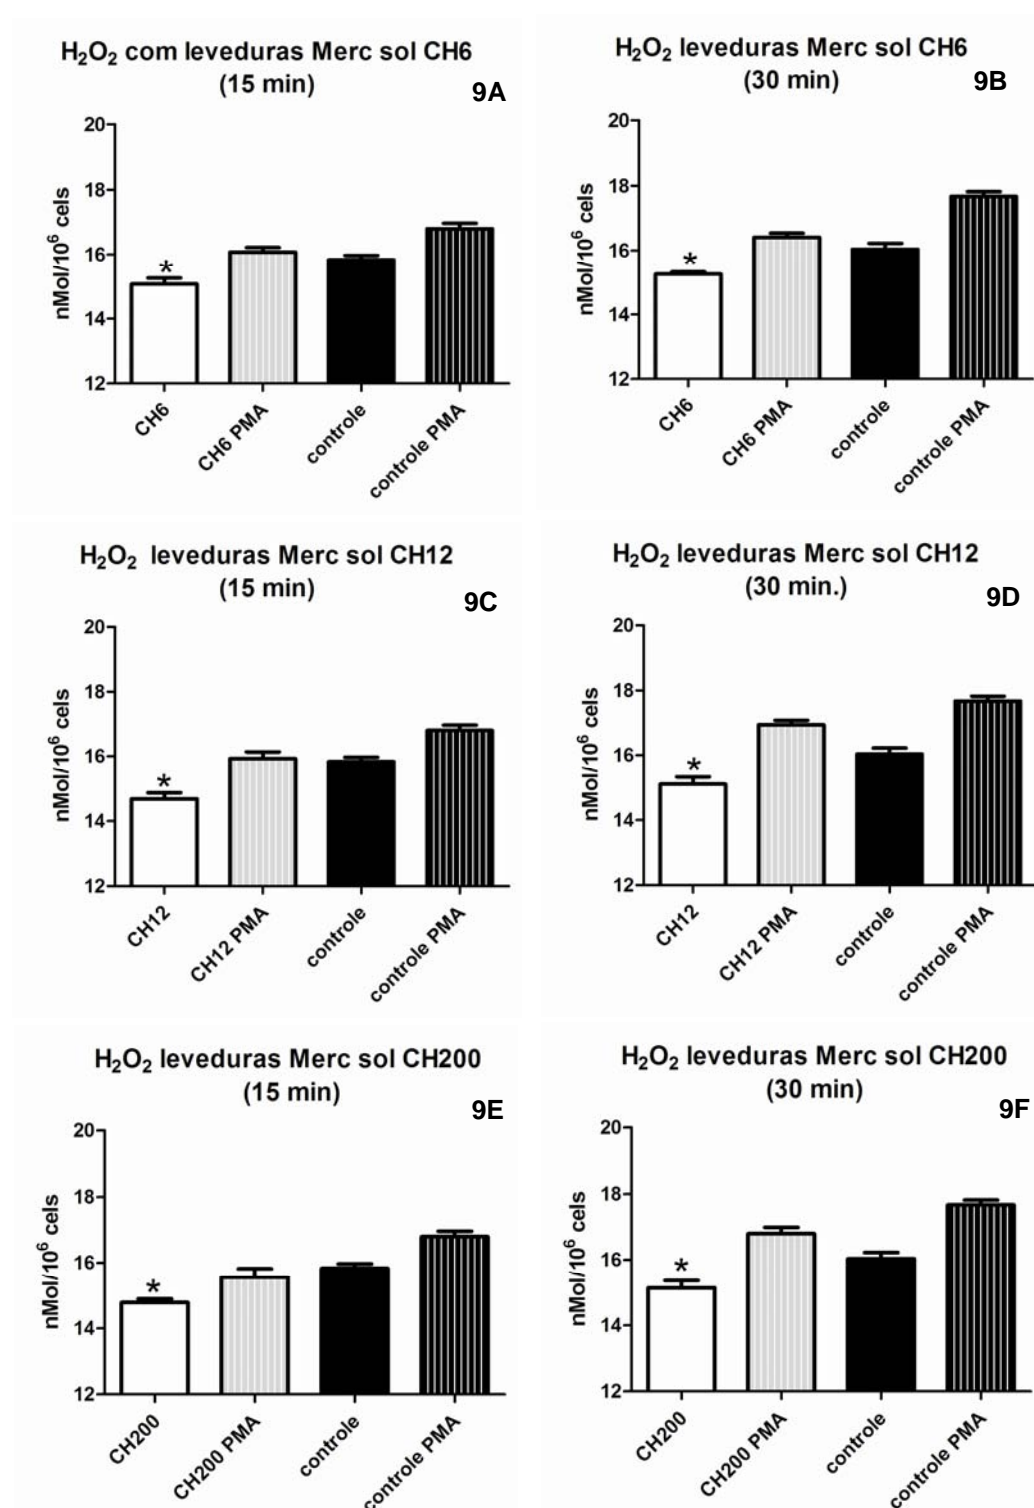 H₂O₂ com leveduras Merc sol CH6
(15 min)
9A
nMol/10⁶ cels
20
18
16
14
12
*
CH6
CH6 PMA
controle
controle PMA
H₂O₂ leveduras Merc sol CH6
(30 min)
9B
nMol/10⁶ cels
20
18
16
14
12
*
CH6
CH6 PMA
controle
controle PMA
H₂O₂ leveduras Merc sol CH12
(15 min)
9C
nMol/10⁶ cels
20
18
16
14
12
*
CH12
CH12 PMA
controle
controle PMA
H₂O₂ leveduras Merc sol CH12
(30 min.)
9D
nMol/10⁶ cels
20
18
16
14
12
*
CH12
CH12 PMA
controle
controle PMA
H₂O₂ leveduras Merc sol CH200
(15 min)
9E
nMol/10⁶ cels
20
18
16
14
12
*
CH200
CH200 PMA
controle
controle PMA
H₂O₂ leveduras Merc sol CH200
(30 min)
9F
nMol/10⁶ cels
20
18
16
14
12
*
CH200
CH200 PMA
controle
controle PMA